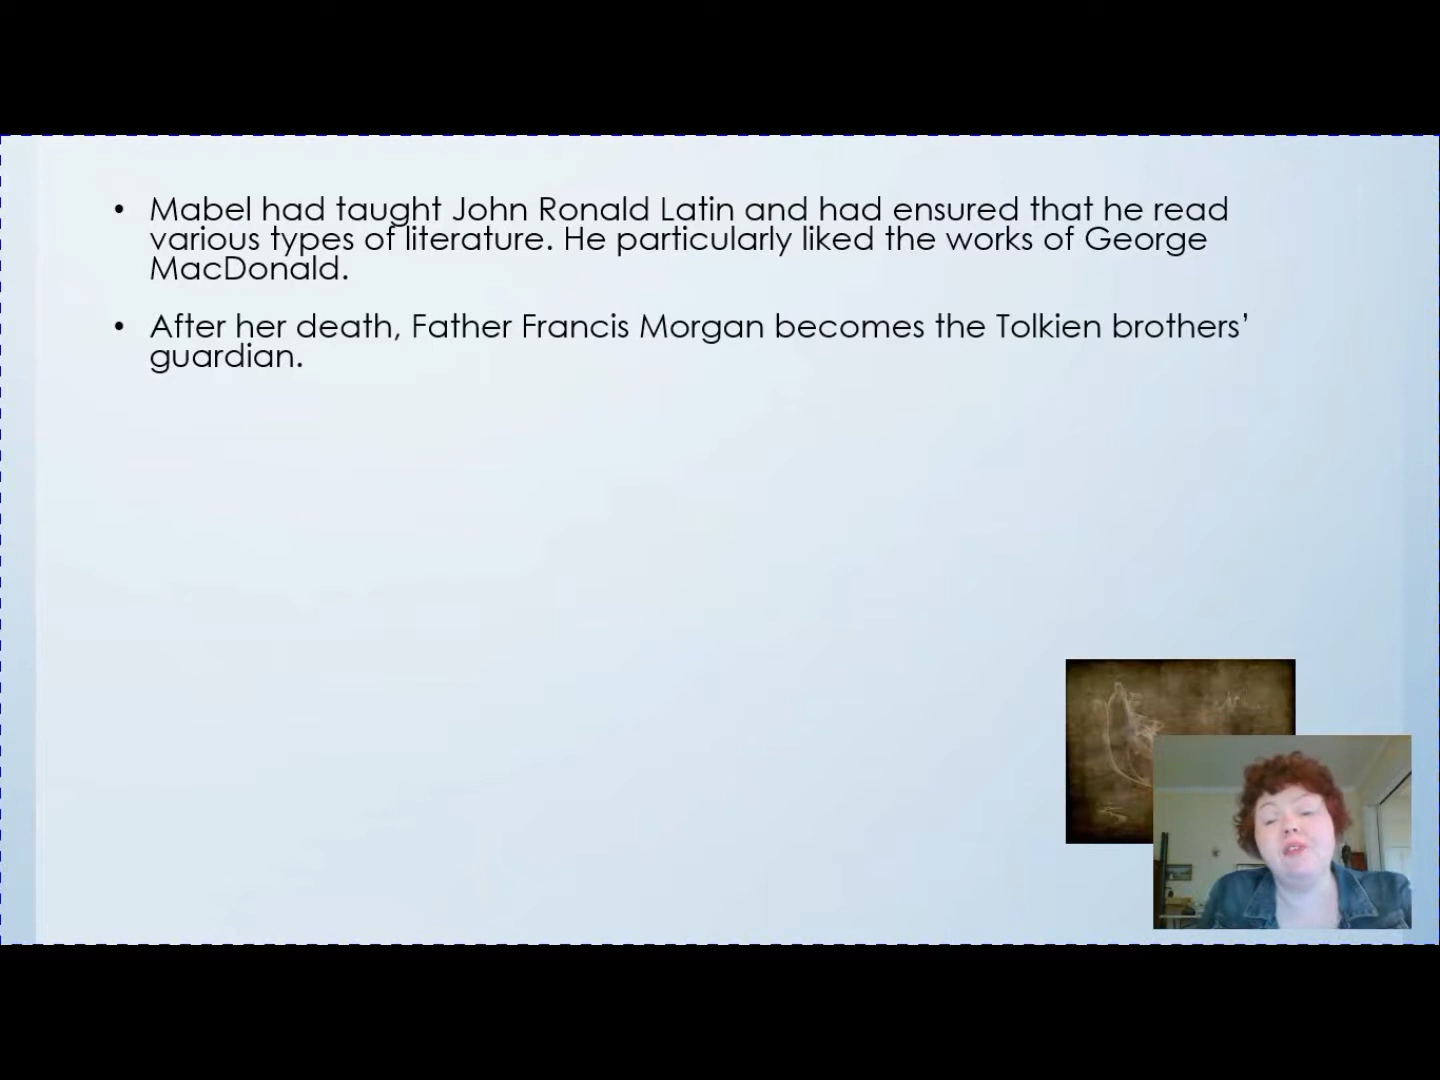 • Mabel had taught John Ronald Latin and had ensured that he read
various types of literature. He particularly liked the works of George
MacDonald.
• After her death, Father Francis Morgan becomes the Tolkien brothers’
guardian.